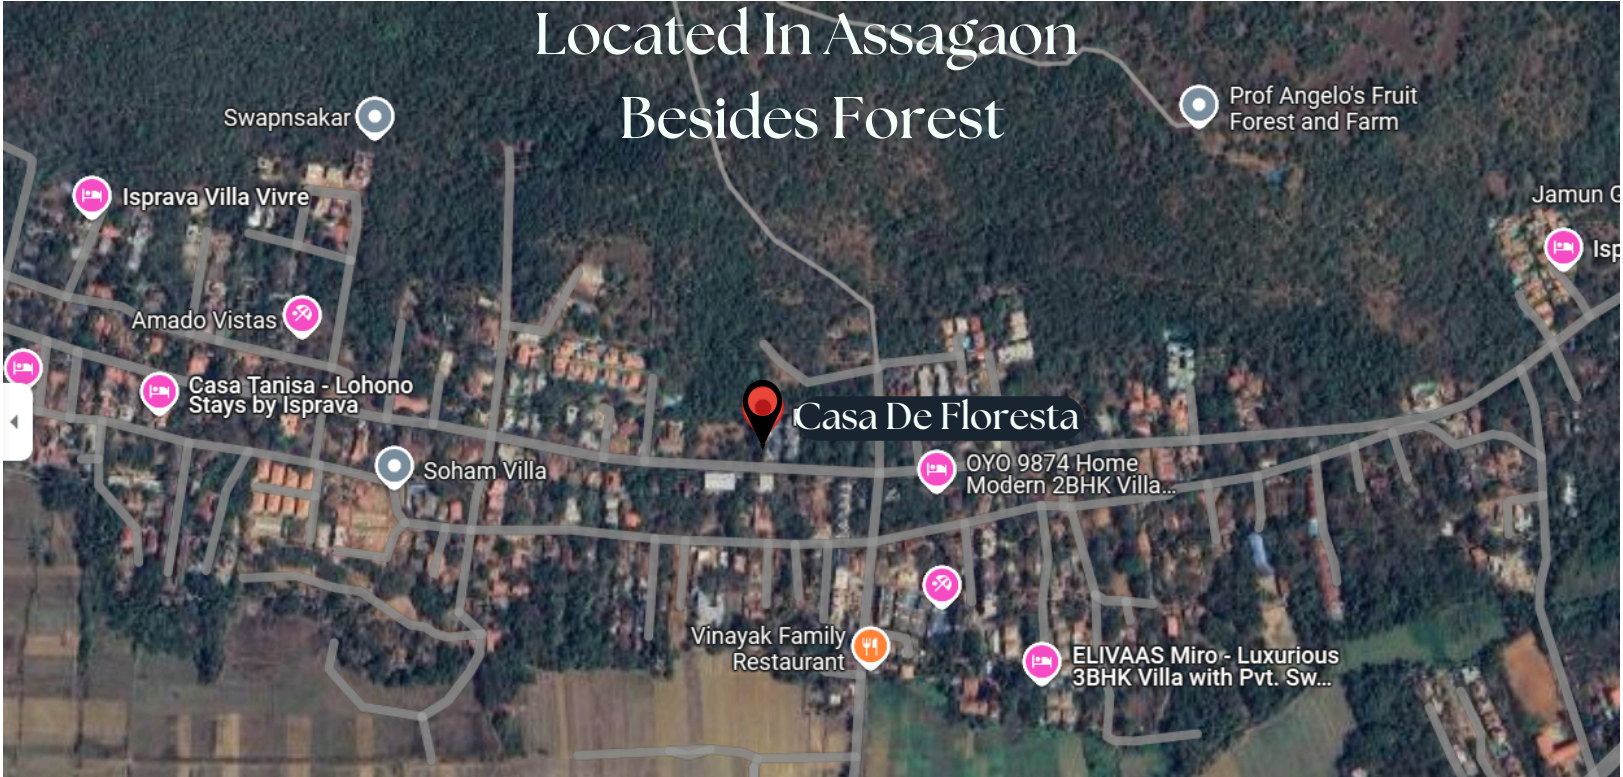 Located In Assagaon
Besides Forest
Swapnsakar
Prof Angelo's Fruit
Forest and Farm
Isprava Villa Vivre
Jamun G
Isp
Amado Vistas
Casa Tanisa - Lohono
Stays by Isprava
Casa De Floresta
Soham Villa
OYO 9874 Home
Modern 2BHK Villa...
Vinayak Family
Restaurant
ELIVAAS Miro - Luxurious
3BHK Villa with Pvt. Sw...